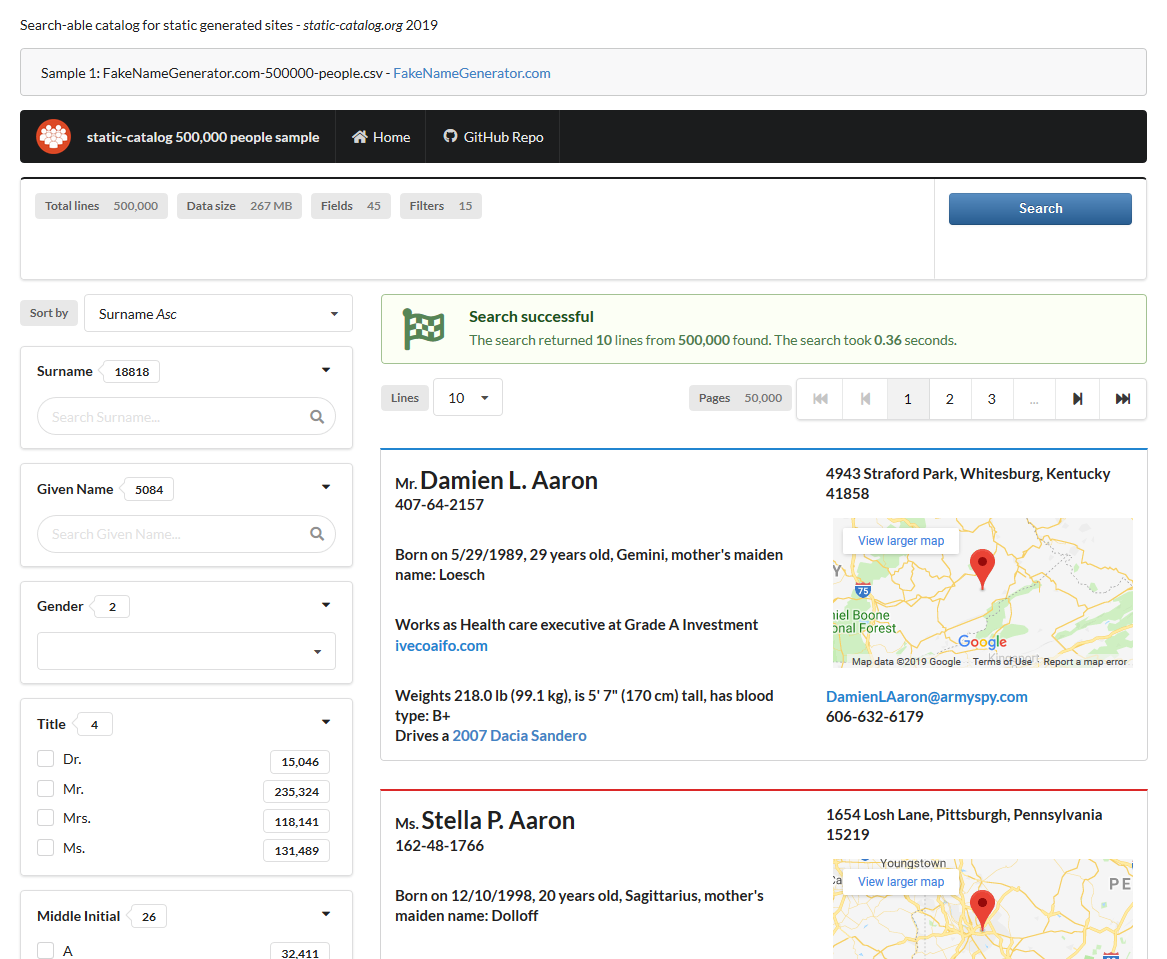 Search-able catalog for static generated sites - static-catalog.org 2019
Sample 1: FakeNameGenerator.com-500000-people.csv - FakeNameGenerator.com
static-catalog 500,000 people sample
Home
GitHub Repo
Total lines 500,000
Data size 267 MB
Fields 45
Filters 15
Search
Sort by
Surname Asc
Surname 18818
Search Surname...
Given Name 5084
Search Given Name...
Gender 2
Title 4
Dr. 15,046
Mr. 235,324
Mrs. 118,141
Ms. 131,489
Middle Initial 26
A 32,411
Search successful
The search returned 10 lines from 500,000 found. The search took 0.36 seconds.
Lines 10
Pages 50,000
1 2 3 ...
Mr. Damien L. Aaron
407-64-2157
Born on 5/29/1989, 29 years old, Gemini, mother's maiden
name: Loesch
Works as Health care executive at Grade A Investment
ivecoaifo.com
Weights 218.0 lb (99.1 kg), is 5' 7" (170 cm) tall, has blood
type: B+
Drives a 2007 Dacia Sandero
4943 Straford Park, Whitesburg, Kentucky
41858
View larger map
75
niel Boone
onal Forest
Google
Map data ©2019 Google Terms of Use Report a map error
DamienLAaron@armyspy.com
606-632-6179
Ms. Stella P. Aaron
162-48-1766
Born on 12/10/1998, 20 years old, Sagittarius, mother's
maiden name: Dolloff
1654 Losh Lane, Pittsburgh, Pennsylvania
15219
Youngstown
View larger map
PE